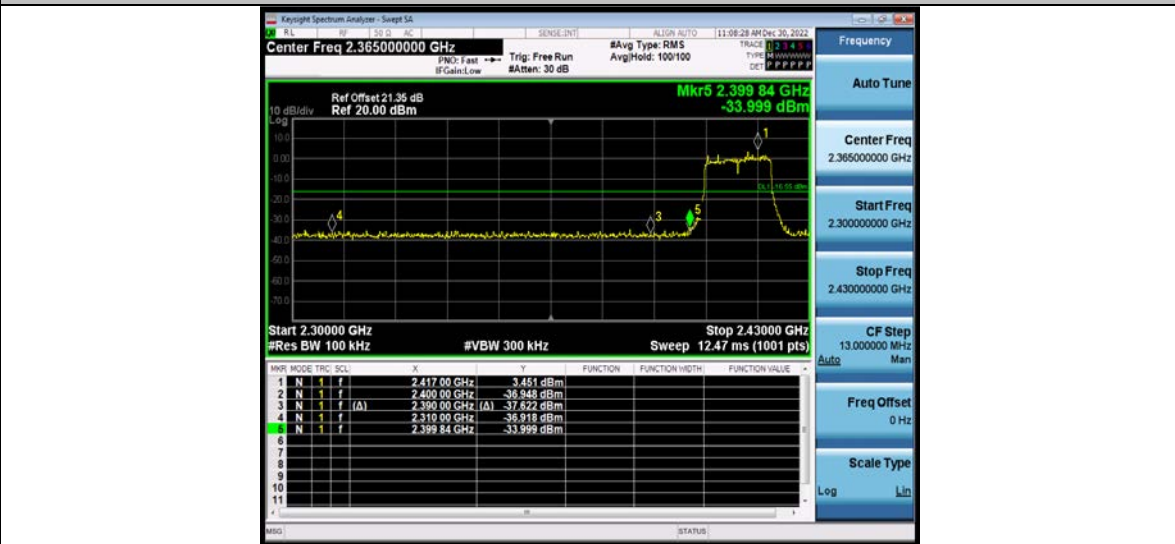 Keysight Spectrum Analyzer - Swept SA
RL RF 50 Ω AC SENSE:INT ALIGN AUTO 11:08:28 AM Dec 30, 2022
Center Freq 2.365000000 GHz
PNO: Fast
IFGain:Low
Trig: Free Run
#Atten: 30 dB
#Avg Type: RMS
Avg|Hold: 100/100
TRACE 1 2 3 4 5 6
TYPE M W W W W W
DET P P P P P P
Frequency
Auto Tune
Center Freq
2.365000000 GHz
Start Freq
2.300000000 GHz
Stop Freq
2.430000000 GHz
CF Step
13.000000 MHz
Auto Man
Freq Offset
0 Hz
Scale Type
Log Lin
Mkr5 2.399 84 GHz
-33.999 dBm
Ref Offset 21.35 dB
10 dB/div Ref 20.00 dBm
Log
10.0
0.00
-10.0
-20.0
-30.0
-40.0
-50.0
-60.0
-70.0
1
DL1 -16.55 dBm
4
3
5
Start 2.30000 GHz Stop 2.43000 GHz
#Res BW 100 kHz #VBW 300 kHz Sweep 12.47 ms (1001 pts)
MKR MODE TRC SCL X Y FUNCTION FUNCTION WIDTH FUNCTION VALUE
1 N 1 f 2.417 00 GHz 3.451 dBm
2 N 1 f 2.400 00 GHz -36.948 dBm
3 N 1 f (Δ) 2.390 00 GHz (Δ) -37.622 dBm
4 N 1 f 2.310 00 GHz -36.918 dBm
5 N 1 f 2.399 84 GHz -33.999 dBm
6
7
8
9
10
11
MSG STATUS